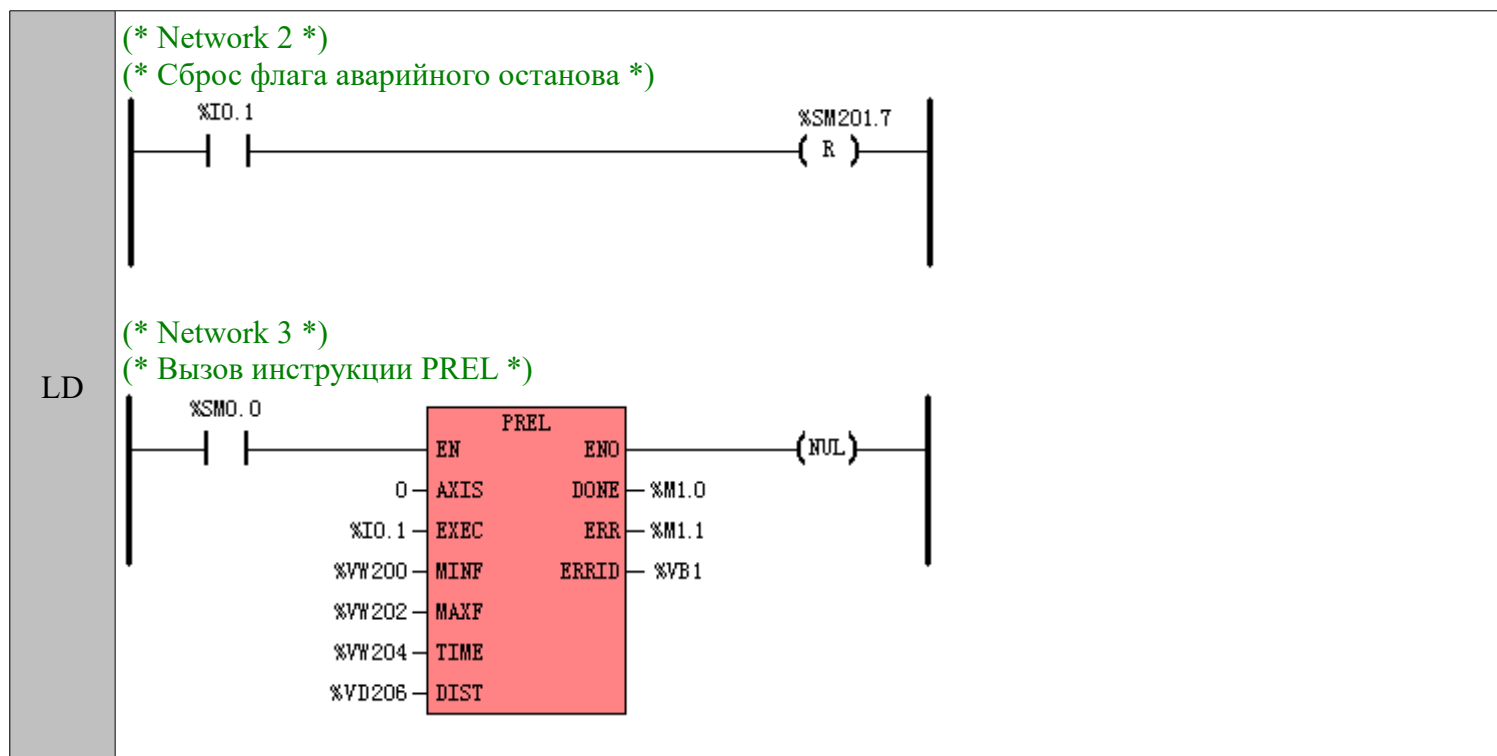 (* Network 2 *)
(* Сброс флага аварийного останова *)
%I0.1 %SM201.7
( R )
(* Network 3 *)
(* Вызов инструкции PREL *)
LD
%SM0.0
PREL
EN ENO (NUL)
0 AXIS DONE %M1.0
%I0.1 EXEC ERR %M1.1
%VW200 MINF ERRID %VB1
%VW202 MAXF
%VW204 TIME
%VD206 DIST